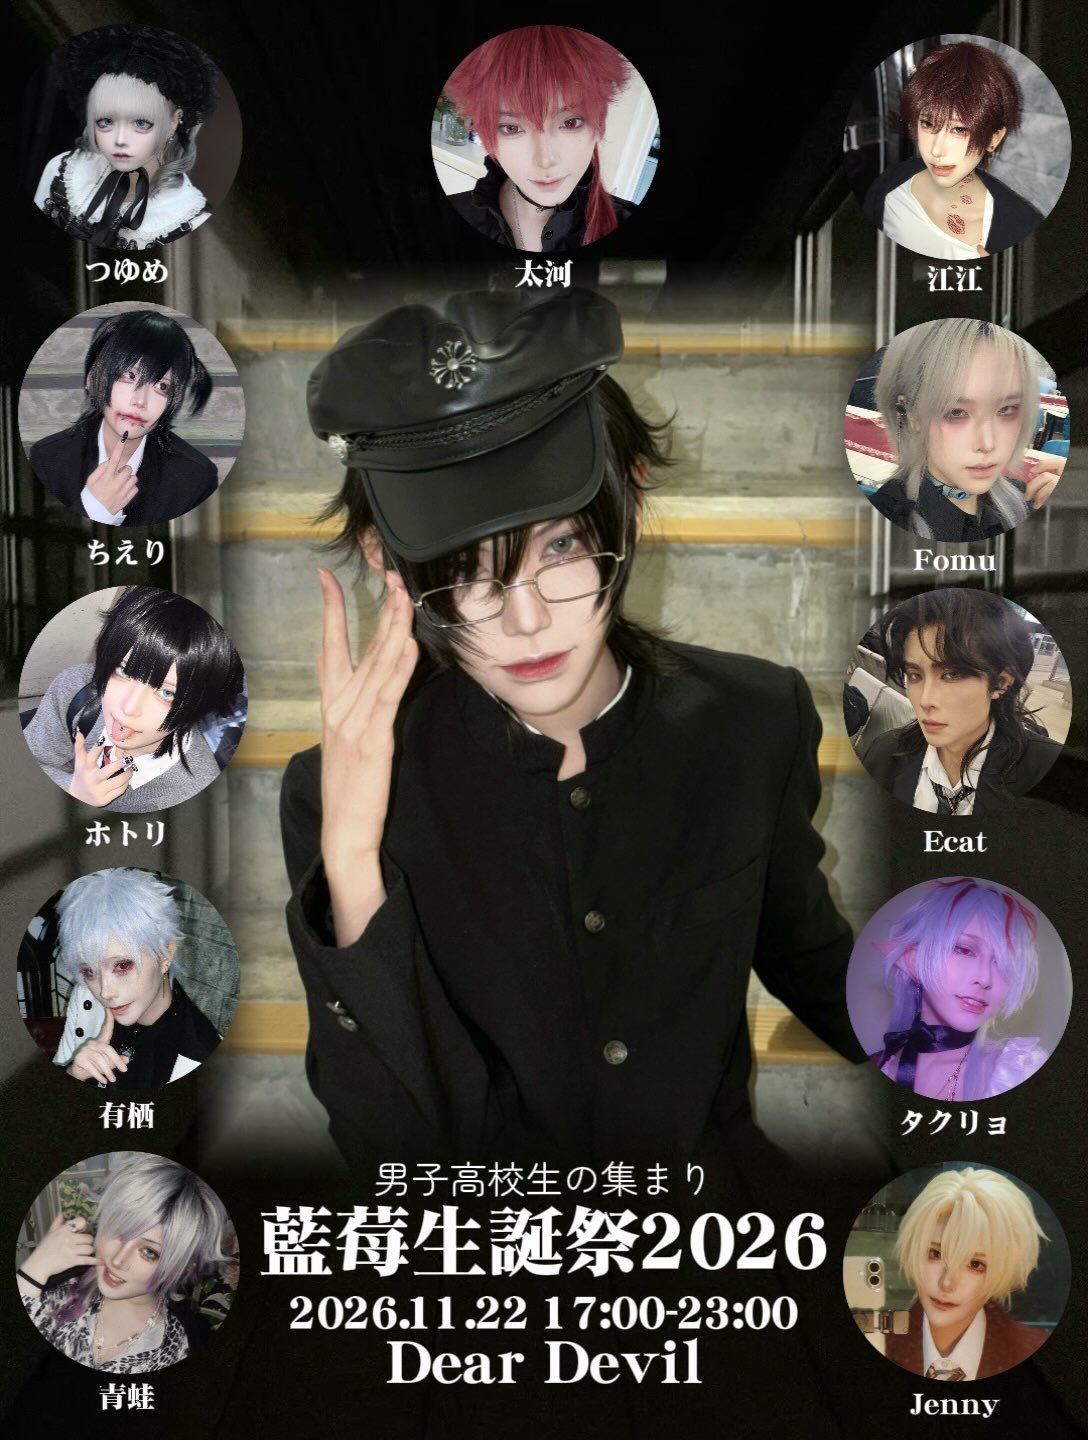 つゆめ
太河
江江
ちえり
Fomu
ホトリ
Ecat
有栖
タクリョ
男子高校生の集まり
藍莓生誕祭2026
2026.11.22 17:00-23:00
Dear Devil
青蛙
Jenny